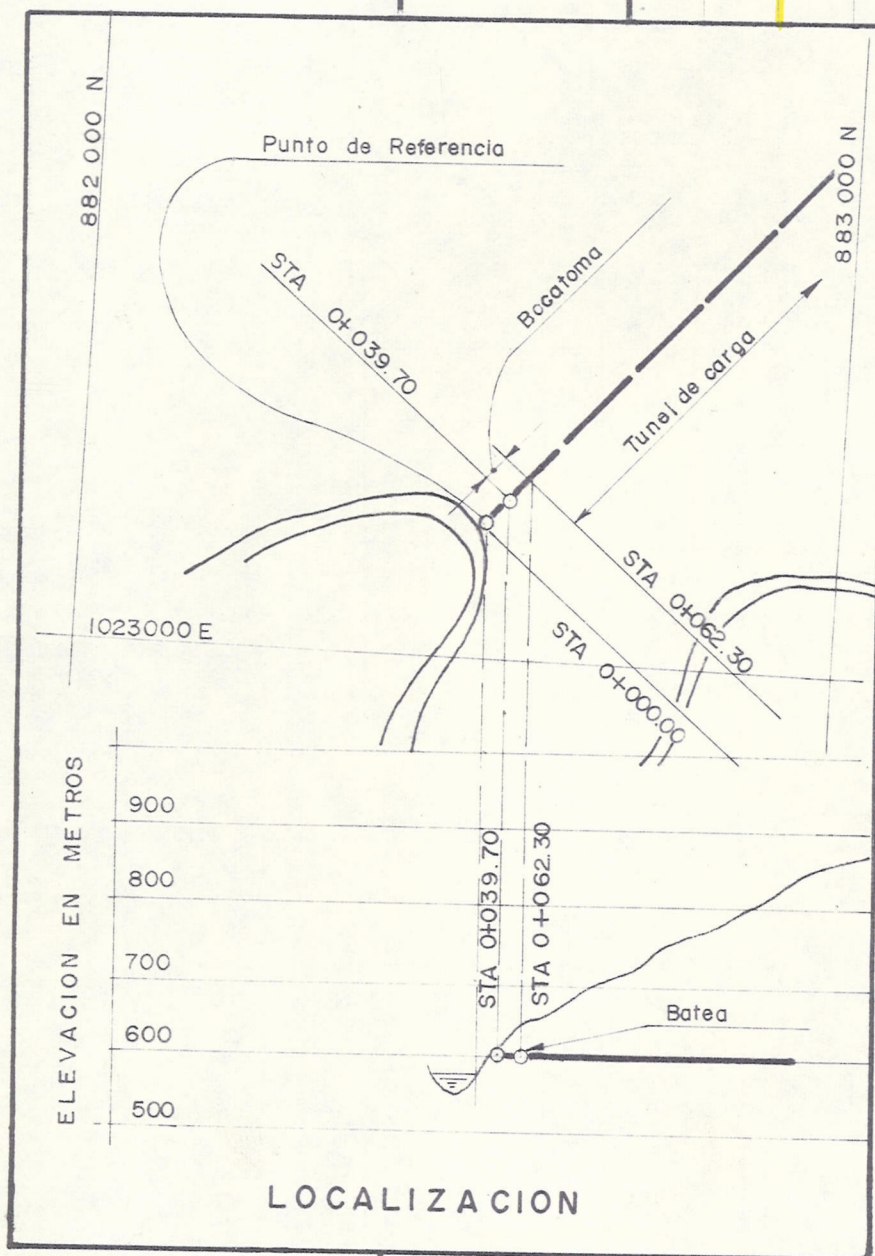 882 000 N
Punto de Referencia
883 000 N
STA 0+039.70
Bocatoma
Tunel de carga
STA 0+062.30
STA 0+000.00
1023000 E
ELEVACION EN METROS
900
800
700
600
500
STA 0+039.70
STA 0+062.30
Batea
LOCALIZACION